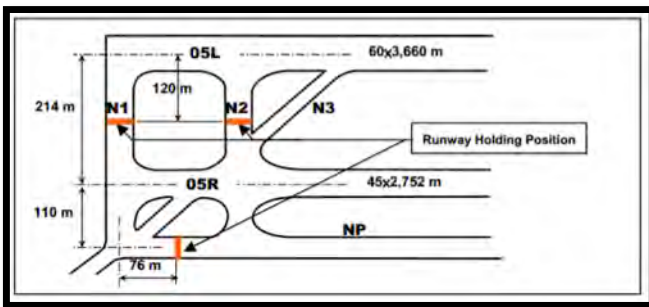 05L
60x3,660 m
120 m
214 m
N1
N2
N3
Runway Holding Position
05R
45x2,752 m
110 m
NP
76 m